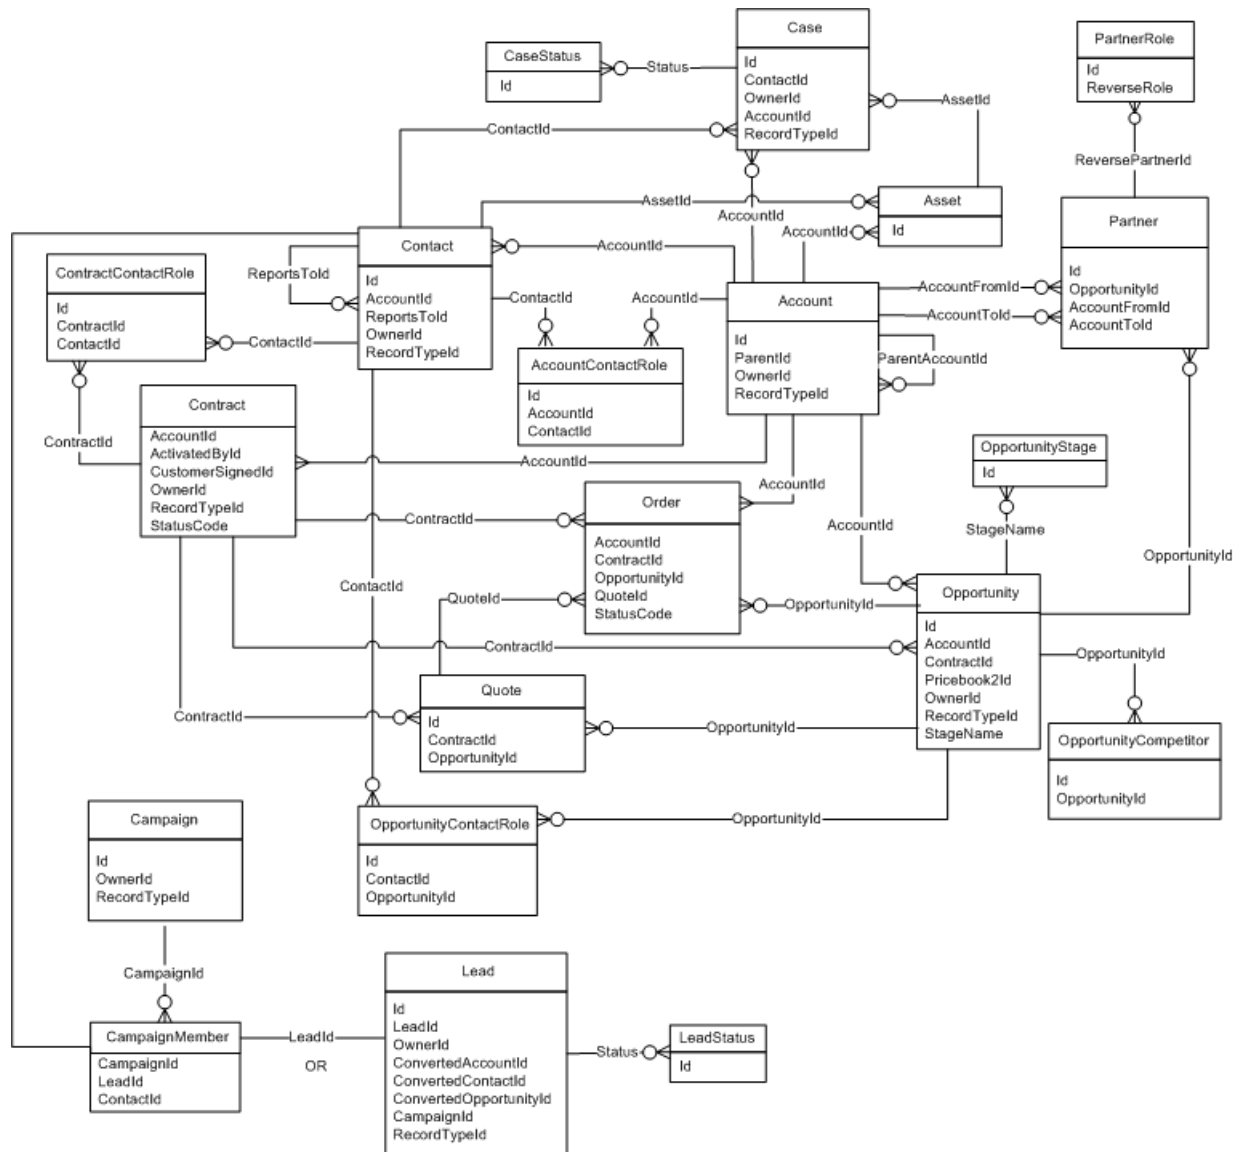 Case
Id
ContactId
OwnerId
AccountId
RecordTypeId
CaseStatus
Id
Status
PartnerRole
Id
ReverseRole
AssetId
ContactId
ReversePartnerId
AssetId
AccountId
Asset
Id
AccountId
Partner
Id
OpportunityId
AccountFromId
AccountToId
Contact
Id
AccountId
ReportsToId
OwnerId
RecordTypeId
AccountId
ReportsToId
ContractContactRole
Id
ContractId
ContactId
ContactId
ContactId
AccountId
Account
Id
ParentId
OwnerId
RecordTypeId
AccountFromId
AccountToId
ParentAccountId
AccountContactRole
Id
AccountId
ContactId
Contract
AccountId
ActivatedById
CustomerSignedId
OwnerId
RecordTypeId
StatusCode
ContractId
AccountId
AccountId
OpportunityStage
Id
StageName
Order
AccountId
ContractId
OpportunityId
QuoteId
StatusCode
ContractId
AccountId
OpportunityId
ContactId
QuoteId
OpportunityId
Opportunity
Id
AccountId
ContractId
Pricebook2Id
OwnerId
RecordTypeId
StageName
ContractId
OpportunityId
Quote
Id
ContractId
OpportunityId
ContractId
OpportunityId
OpportunityCompetitor
Id
OpportunityId
OpportunityContactRole
Id
ContactId
OpportunityId
OpportunityId
Campaign
Id
OwnerId
RecordTypeId
CampaignId
CampaignMember
CampaignId
LeadId
ContactId
LeadId
OR
Lead
Id
LeadId
OwnerId
ConvertedAccountId
ConvertedContactId
ConvertedOpportunityId
CampaignId
RecordTypeId
Status
LeadStatus
Id